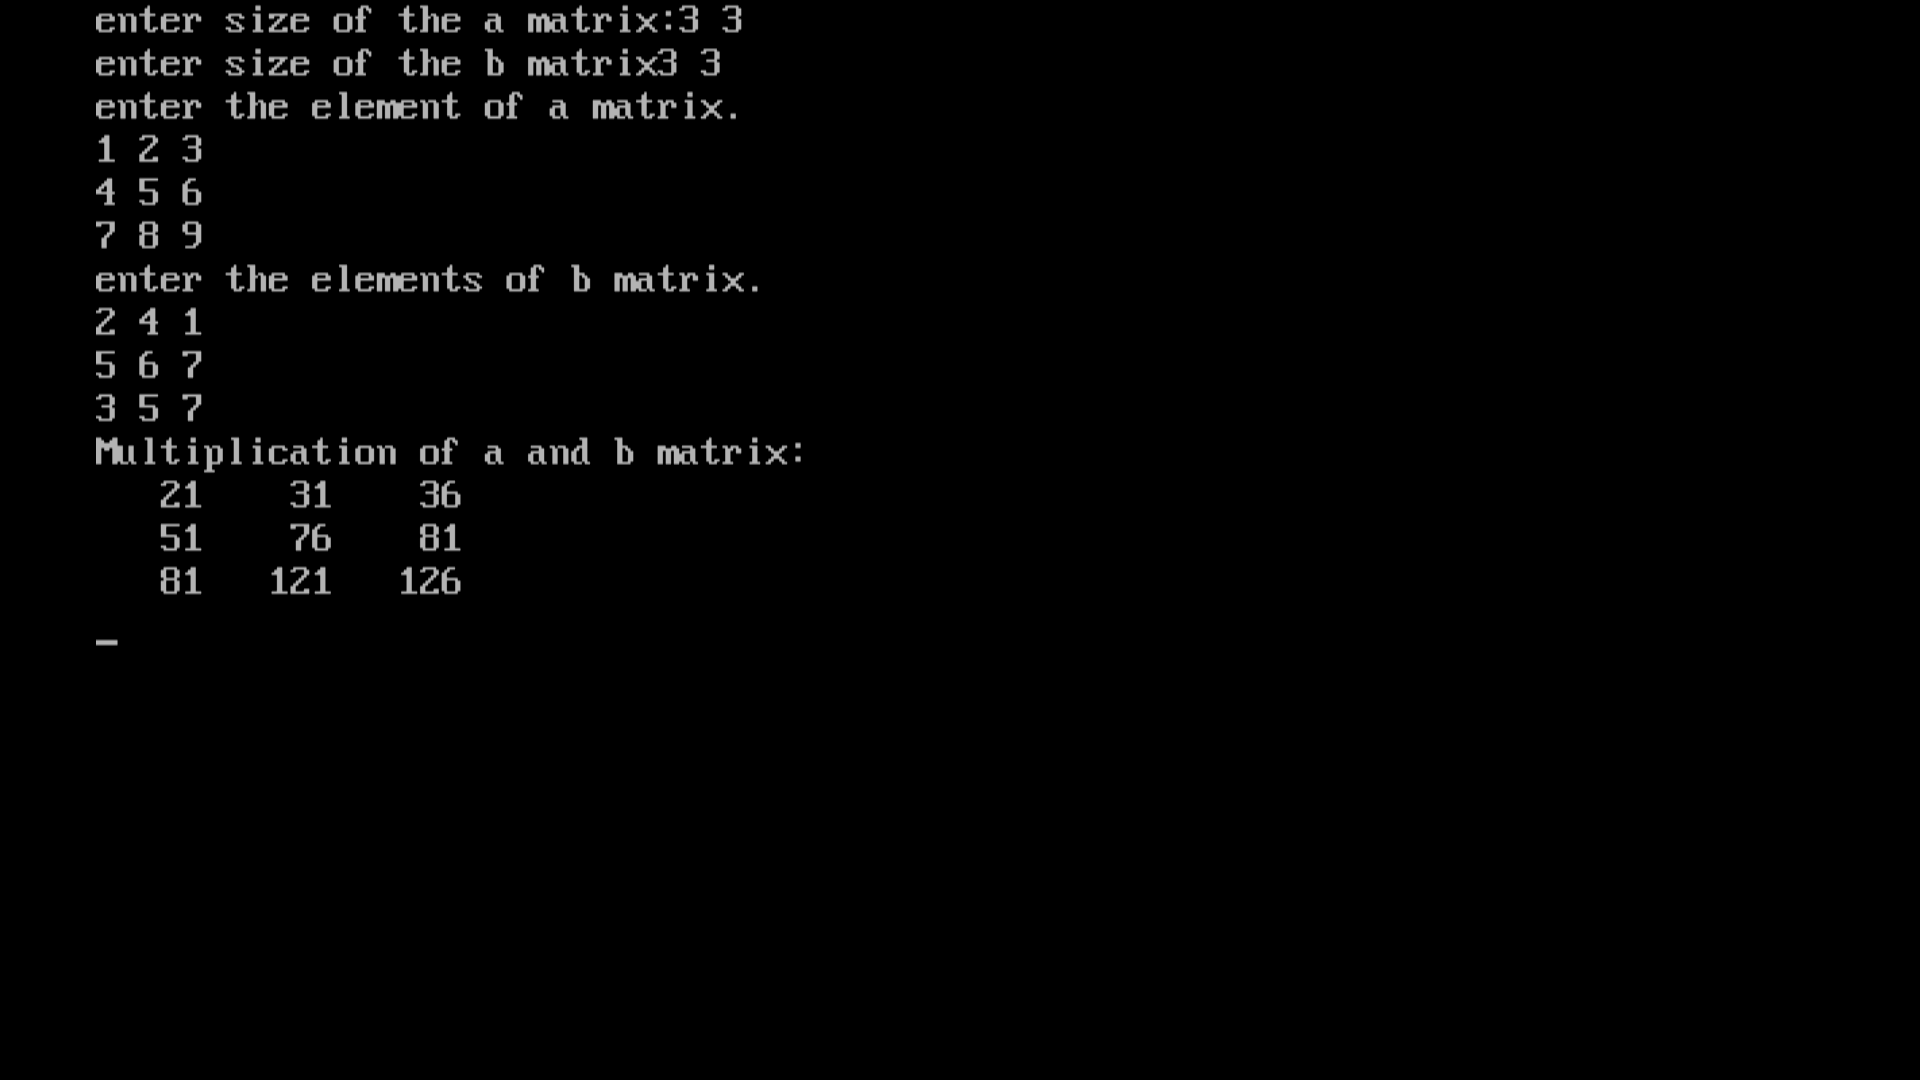 enter size of the a matrix:3 3
enter size of the b matrix3 3
enter the element of a matrix.
1 2 3
4 5 6
7 8 9
enter the elements of b matrix.
2 4 1
5 6 7
3 5 7
Multiplication of a and b matrix:
21 31 36
51 76 81
81 121 126
_